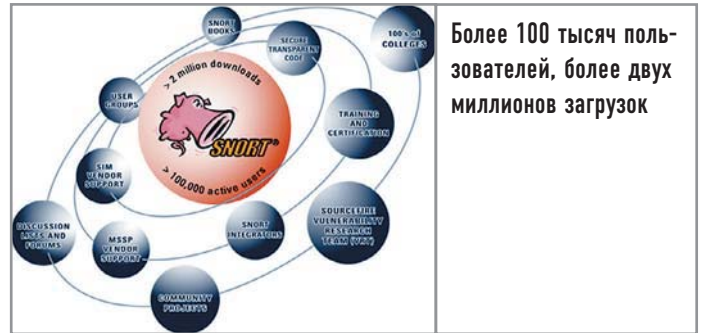 SNORT
BOOKS
SECURE
TRANSPARENT
CODE
100's of
COLLEGES
> 2 million downloads
USER
GROUPS
SNORT®
TRAINING
AND
CERTIFICATION
> 100,000 active users
SIM
VENDOR
SUPPORT
DISCUSSION
LISTS AND
FORUMS
MSSP
VENDOR
SUPPORT
SNORT
INTEGRATORS
SOURCEFIRE
VULNERABILITY
RESEARCH
TEAM (VRT)
COMMUNITY
PROJECTS
Более 100 тысяч поль-
зователей, более двух
миллионов загрузок